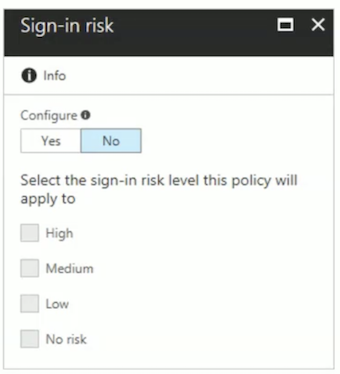 Sign-in risk
Info
Configure
Yes No
Select the sign-in risk level this policy will
apply to
High
Medium
Low
No risk